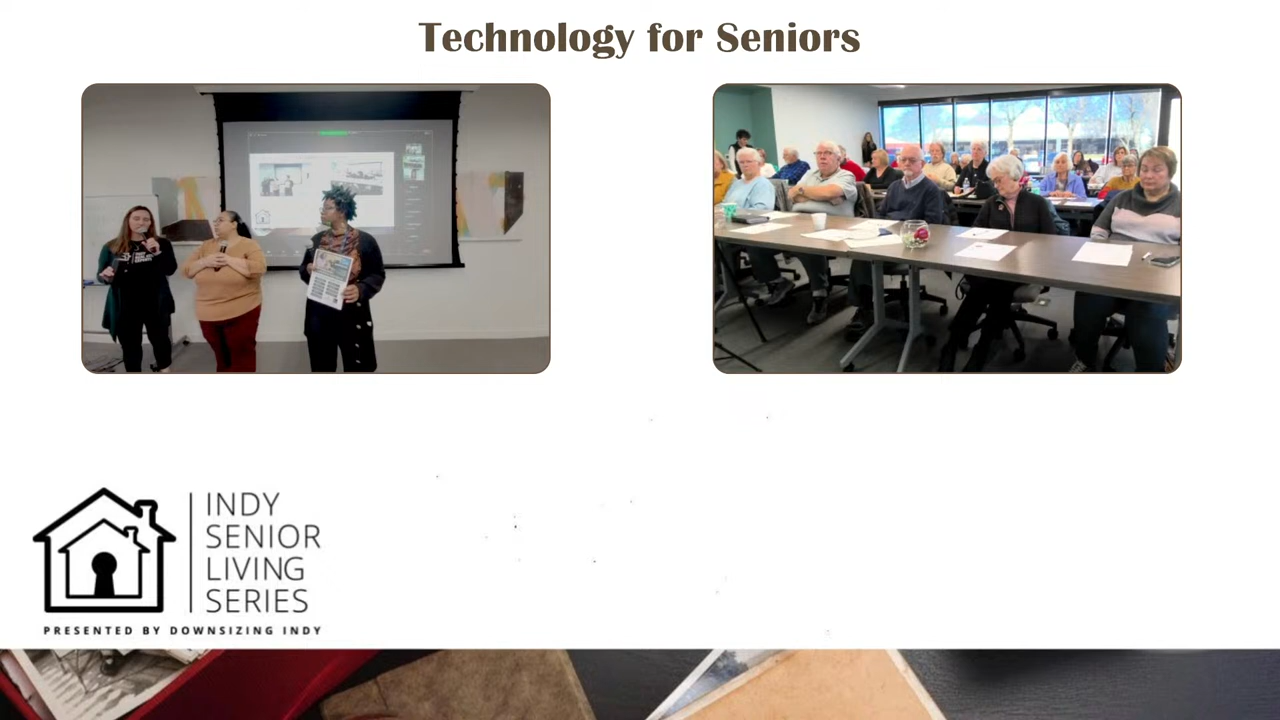 Technology for Seniors
INDY
SENIOR
LIVING
SERIES
PRESENTED BY DOWNSIZING INDY